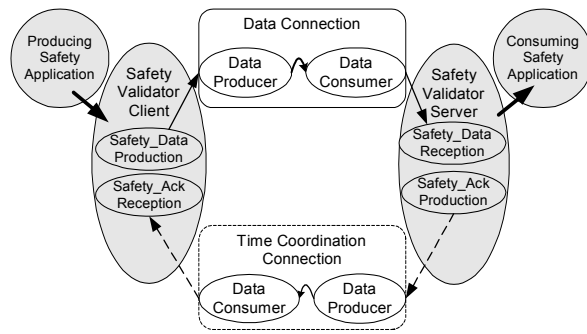 Producing
Safety
Application
Data Connection
Consuming
Safety
Application
Safety
Validator
Client
Data
Producer
Data
Consumer
Safety
Validator
Server
Safety_Data
Production
Safety_Data
Reception
Safety_Ack
Reception
Safety_Ack
Production
Time Coordination
Connection
Data
Consumer
Data
Producer